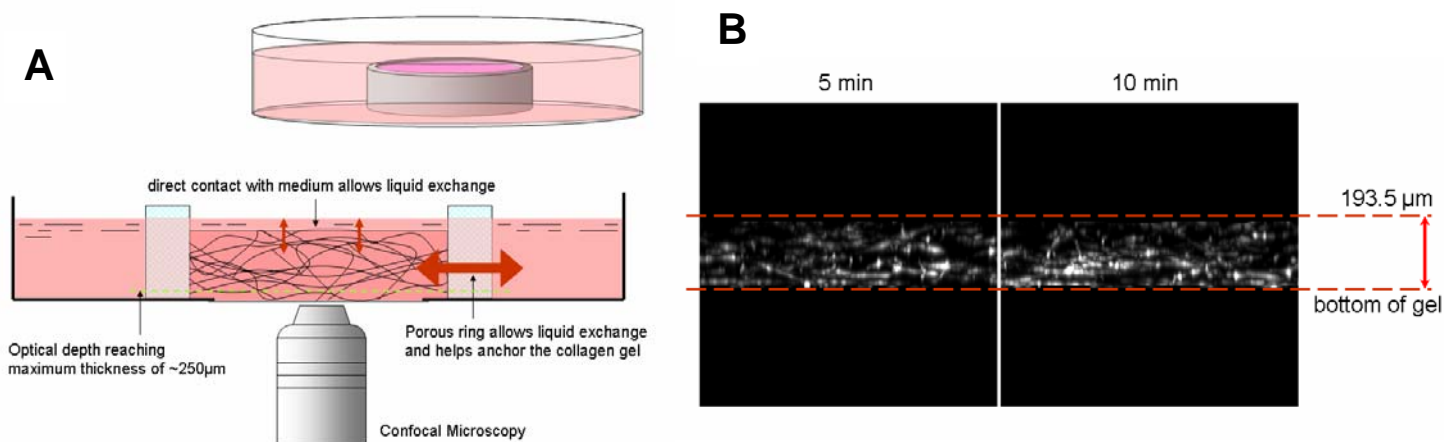 A
B
5 min
10 min
direct contact with medium allows liquid exchange
193.5 µm
bottom of gel
Optical depth reaching
maximum thickness of ~250µm
Porous ring allows liquid exchange
and helps anchor the collagen gel
Confocal Microscopy